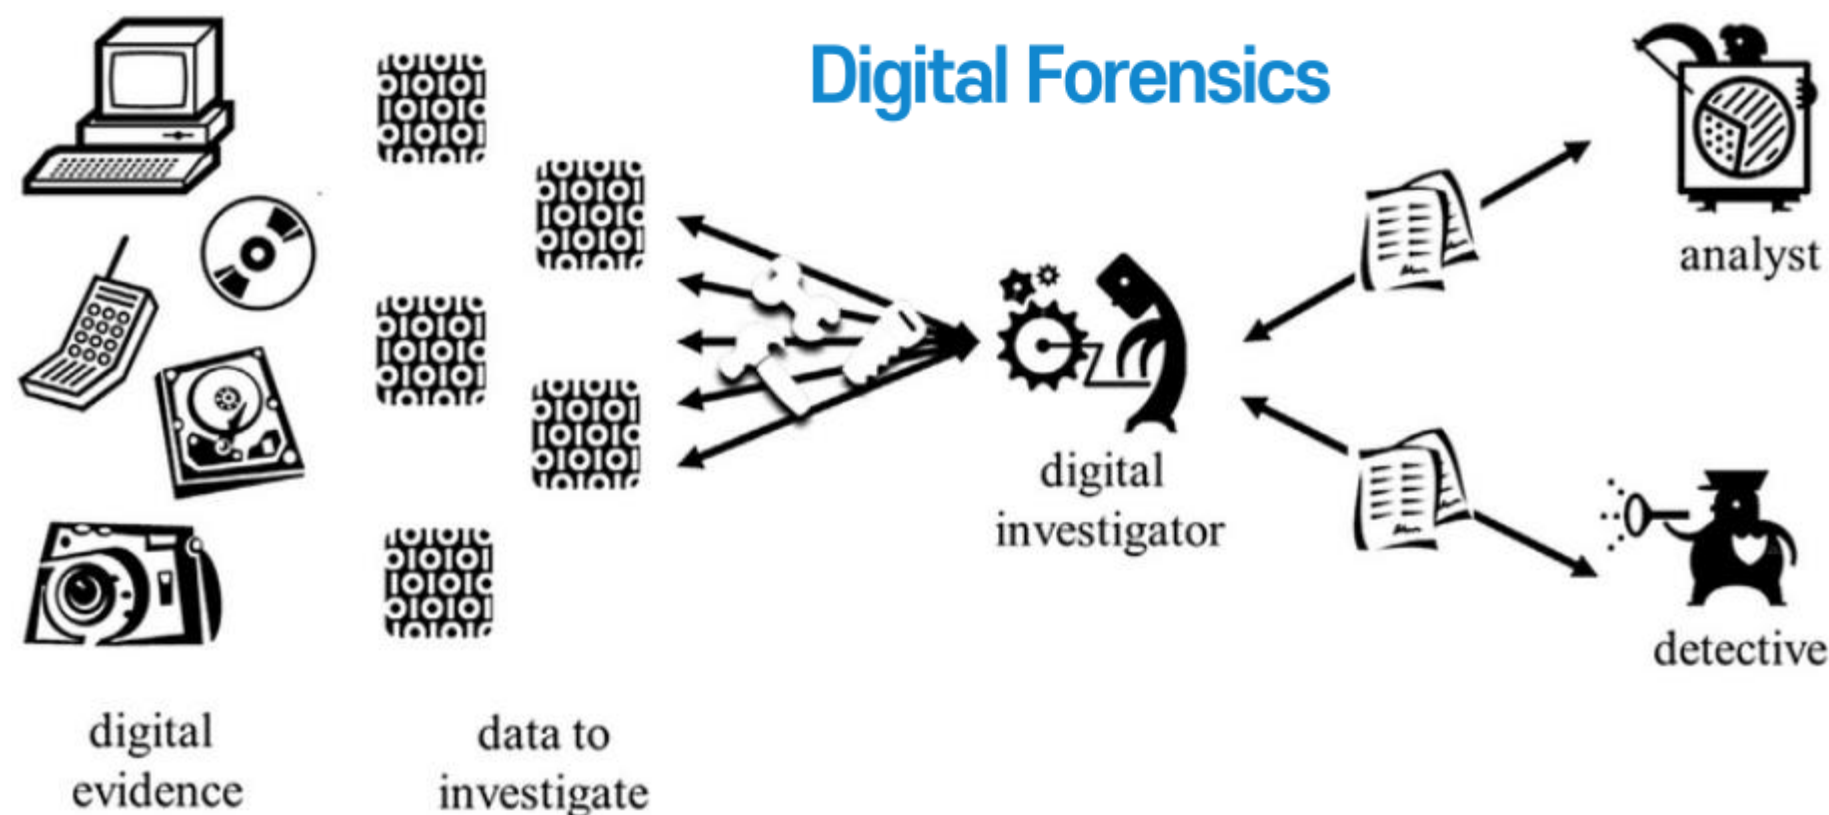 Digital Forensics
analyst
digital
investigator
detective
digital
evidence
data to
investigate